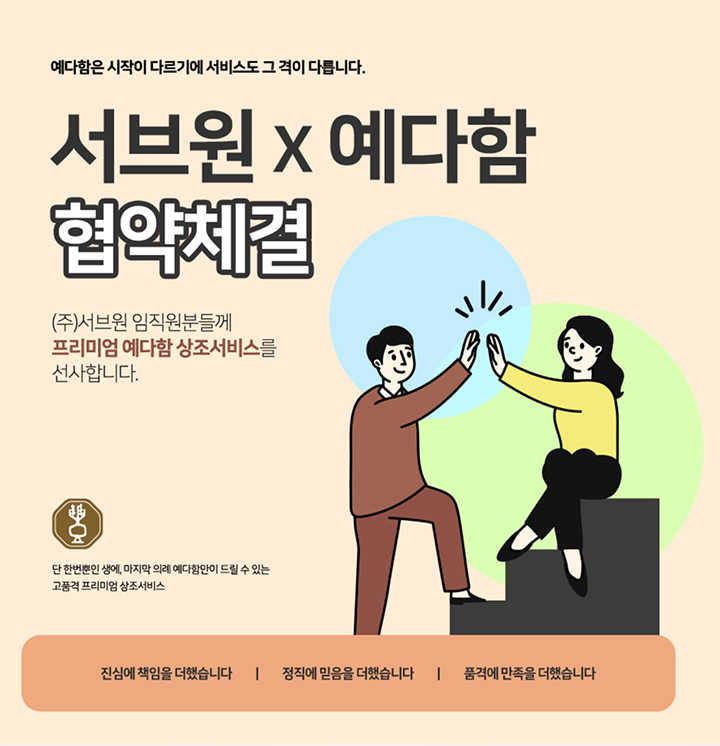 예다함은 시작이 다르기에 서비스도 그 격이 다릅니다.
서브원 x 예다함
협약체결
(주)서브원 임직원분들께
프리미엄 예다함 상조서비스를
선사합니다.
단 한번뿐인 생에, 마지막 의례 예다함만이 드릴 수 있는
고품격 프리미엄 상조서비스
진심에 책임을 더했습니다 | 정직에 믿음을 더했습니다 | 품격에 만족을 더했습니다